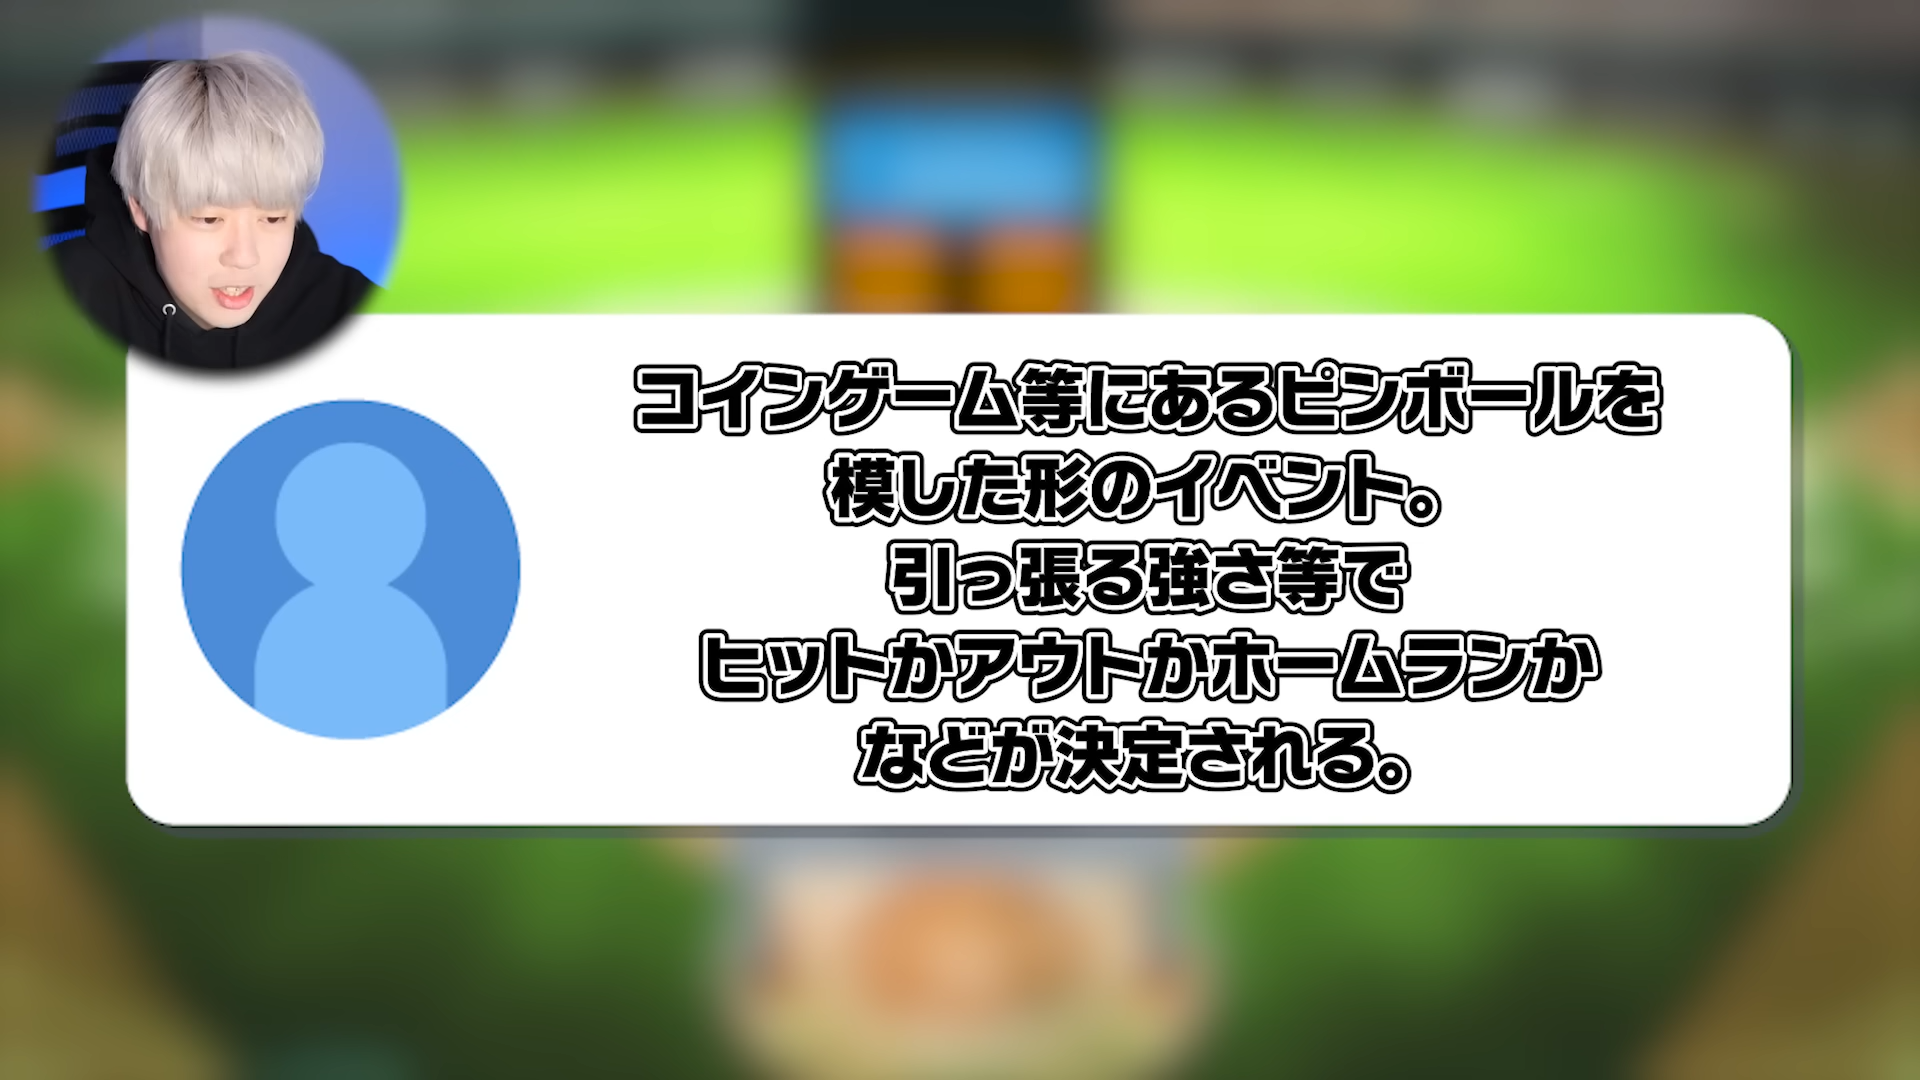 コインゲーム等にあるピンボールを
模した形のイベント。
引っ張る強さ等で
ヒットかアウトかホームランか
などが決定される。